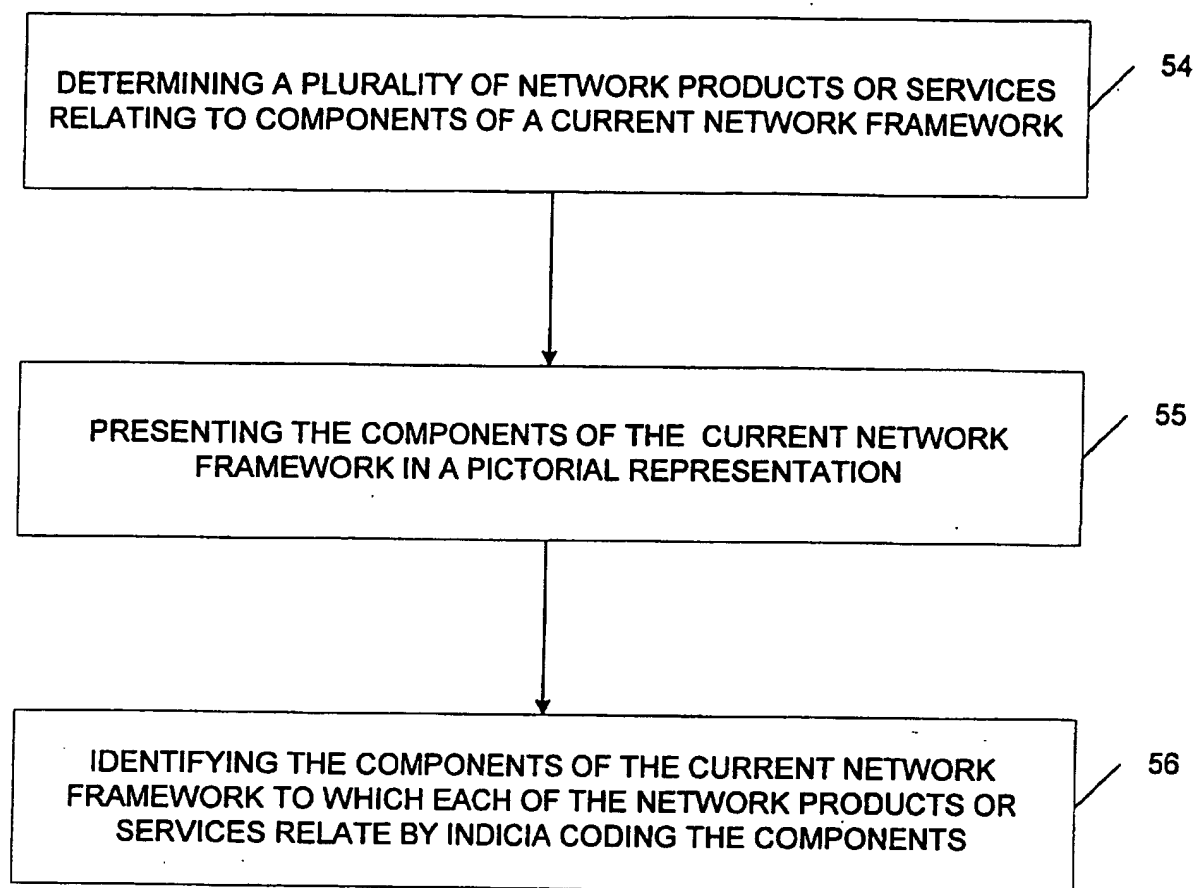 DETERMINING A PLURALITY OF NETWORK PRODUCTS OR SERVICES
RELATING TO COMPONENTS OF A CURRENT NETWORK FRAMEWORK
54
PRESENTING THE COMPONENTS OF THE CURRENT NETWORK
FRAMEWORK IN A PICTORIAL REPRESENTATION
55
IDENTIFYING THE COMPONENTS OF THE CURRENT NETWORK
FRAMEWORK TO WHICH EACH OF THE NETWORK PRODUCTS OR
SERVICES RELATE BY INDICIA CODING THE COMPONENTS
56